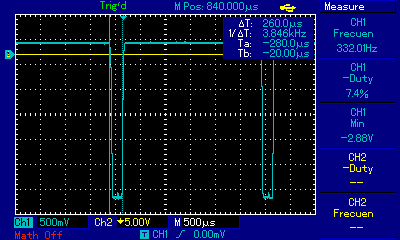 Trig'd M Pos: 840.000µs Measure
ΔT: 260.0µs
1/ΔT: 3.846kHz
Ta: -280.0µs
Tb: -20.00µs
CH1
Frecuen
332.01Hz
CH1
-Duty
7.4%
CH1
Min
-2.88V
CH2
-Duty
--
CH2
Frecuen
--
Ch1 500mV Ch2 5.00V M 500µs
Math Off T CH1 0.00mV